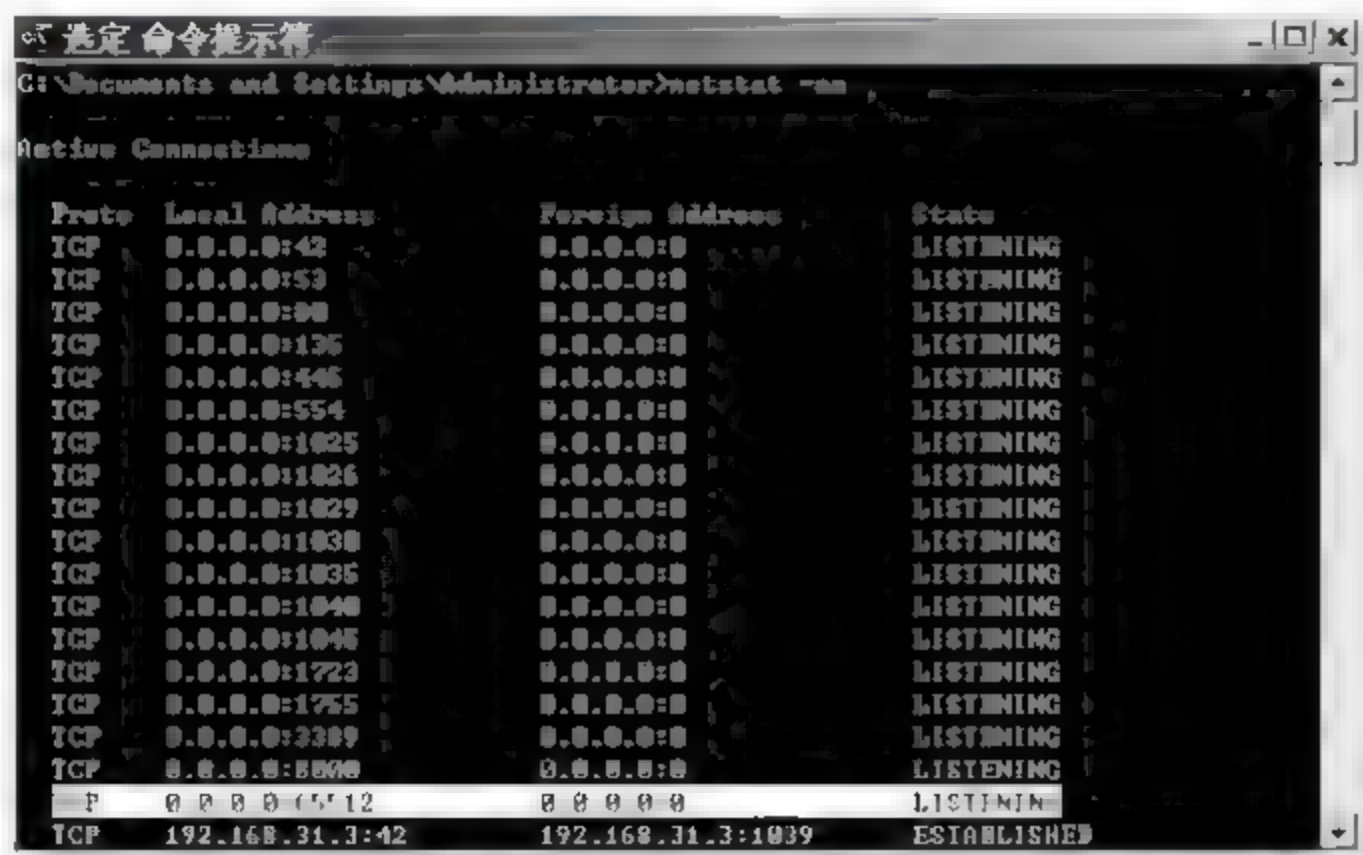 选定 命令提示符
C:\Documents and Settings\Administrator>netstat -an
Active Connections
Proto Local Address Foreign Address State
TCP 0.0.0.0:42 0.0.0.0:0 LISTENING
TCP 0.0.0.0:53 0.0.0.0:0 LISTENING
TCP 0.0.0.0:80 0.0.0.0:0 LISTENING
TCP 0.0.0.0:135 0.0.0.0:0 LISTENING
TCP 0.0.0.0:445 0.0.0.0:0 LISTENING
TCP 0.0.0.0:554 0.0.0.0:0 LISTENING
TCP 0.0.0.0:1025 0.0.0.0:0 LISTENING
TCP 0.0.0.0:1026 0.0.0.0:0 LISTENING
TCP 0.0.0.0:1029 0.0.0.0:0 LISTENING
TCP 0.0.0.0:1030 0.0.0.0:0 LISTENING
TCP 0.0.0.0:1035 0.0.0.0:0 LISTENING
TCP 0.0.0.0:1040 0.0.0.0:0 LISTENING
TCP 0.0.0.0:1045 0.0.0.0:0 LISTENING
TCP 0.0.0.0:1723 0.0.0.0:0 LISTENING
TCP 0.0.0.0:1755 0.0.0.0:0 LISTENING
TCP 0.0.0.0:3389 0.0.0.0:0 LISTENING
TCP 0.0.0.0:0 LISTENING
LISTENIN
TCP 192.168.31.3:42 192.168.31.3:1039 ESTABLISHED